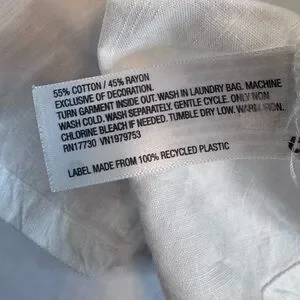 55% COTTON / 45% RAYON
EXCLUSIVE OF DECORATION.
TURN GARMENT INSIDE OUT. WASH IN LAUNDRY BAG. MACHINE
WASH COLD. WASH SEPARATELY. GENTLE CYCLE. ONLY NON
CHLORINE BLEACH IF NEEDED. TUMBLE DRY LOW. WARM IRON.
RN17730 VN1979753
LABEL MADE FROM 100% RECYCLED PLASTIC